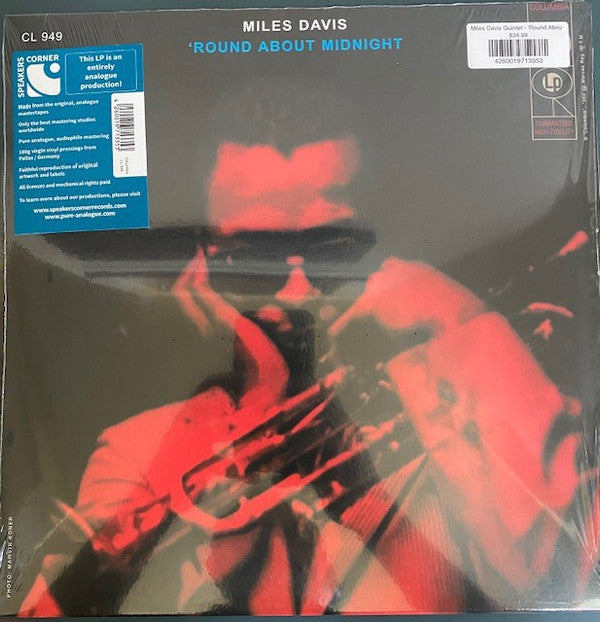 CL 949
MILES DAVIS
'ROUND ABOUT MIDNIGHT
SPEAKERS
CORNER
This LP is an
entirely
analogue
production!
Made from the original, analogue
mastertapes
Only the best mastering studios
worldwide
Pure analogue, audiophile mastering
180g virgin vinyl pressings from
Pallas / Germany
Faithful reproduction of original
artwork and labels
All licences and mechanical rights paid
To learn more about our productions, please visit
www.speakerscornerrecords.com
www.pure-analogue.com
COLUMBIA
Miles Davis Quintet - 'Round Abou
$34.99
4260019713353
Lp
GUARANTEED
HIGH-FIDELITY
PHOTO: MARVIN KONER